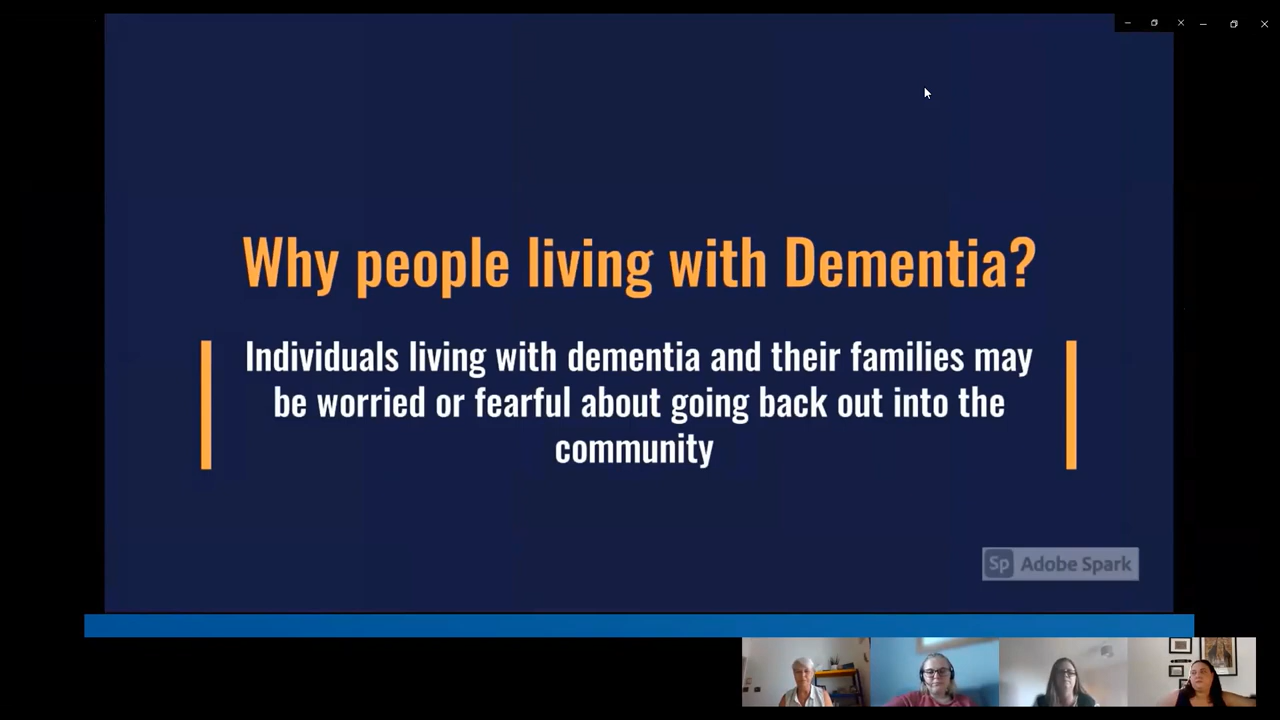 Why people living with Dementia?
Individuals living with dementia and their families may
be worried or fearful about going back out into the
community
Sp Adobe Spark